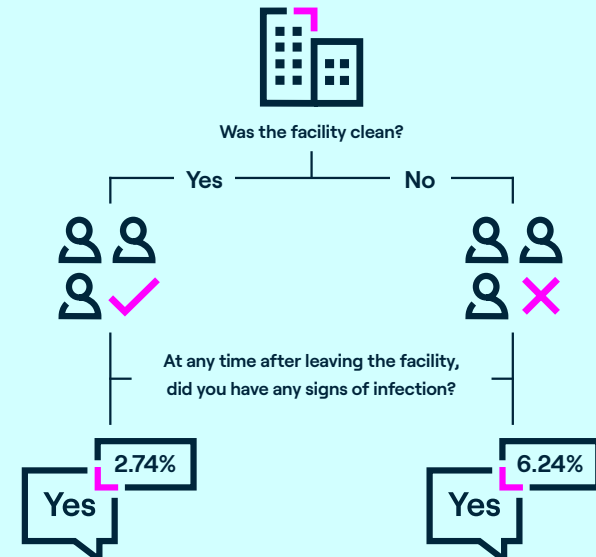 Was the facility clean?
Yes
No
At any time after leaving the facility,
did you have any signs of infection?
2.74%
Yes
6.24%
Yes